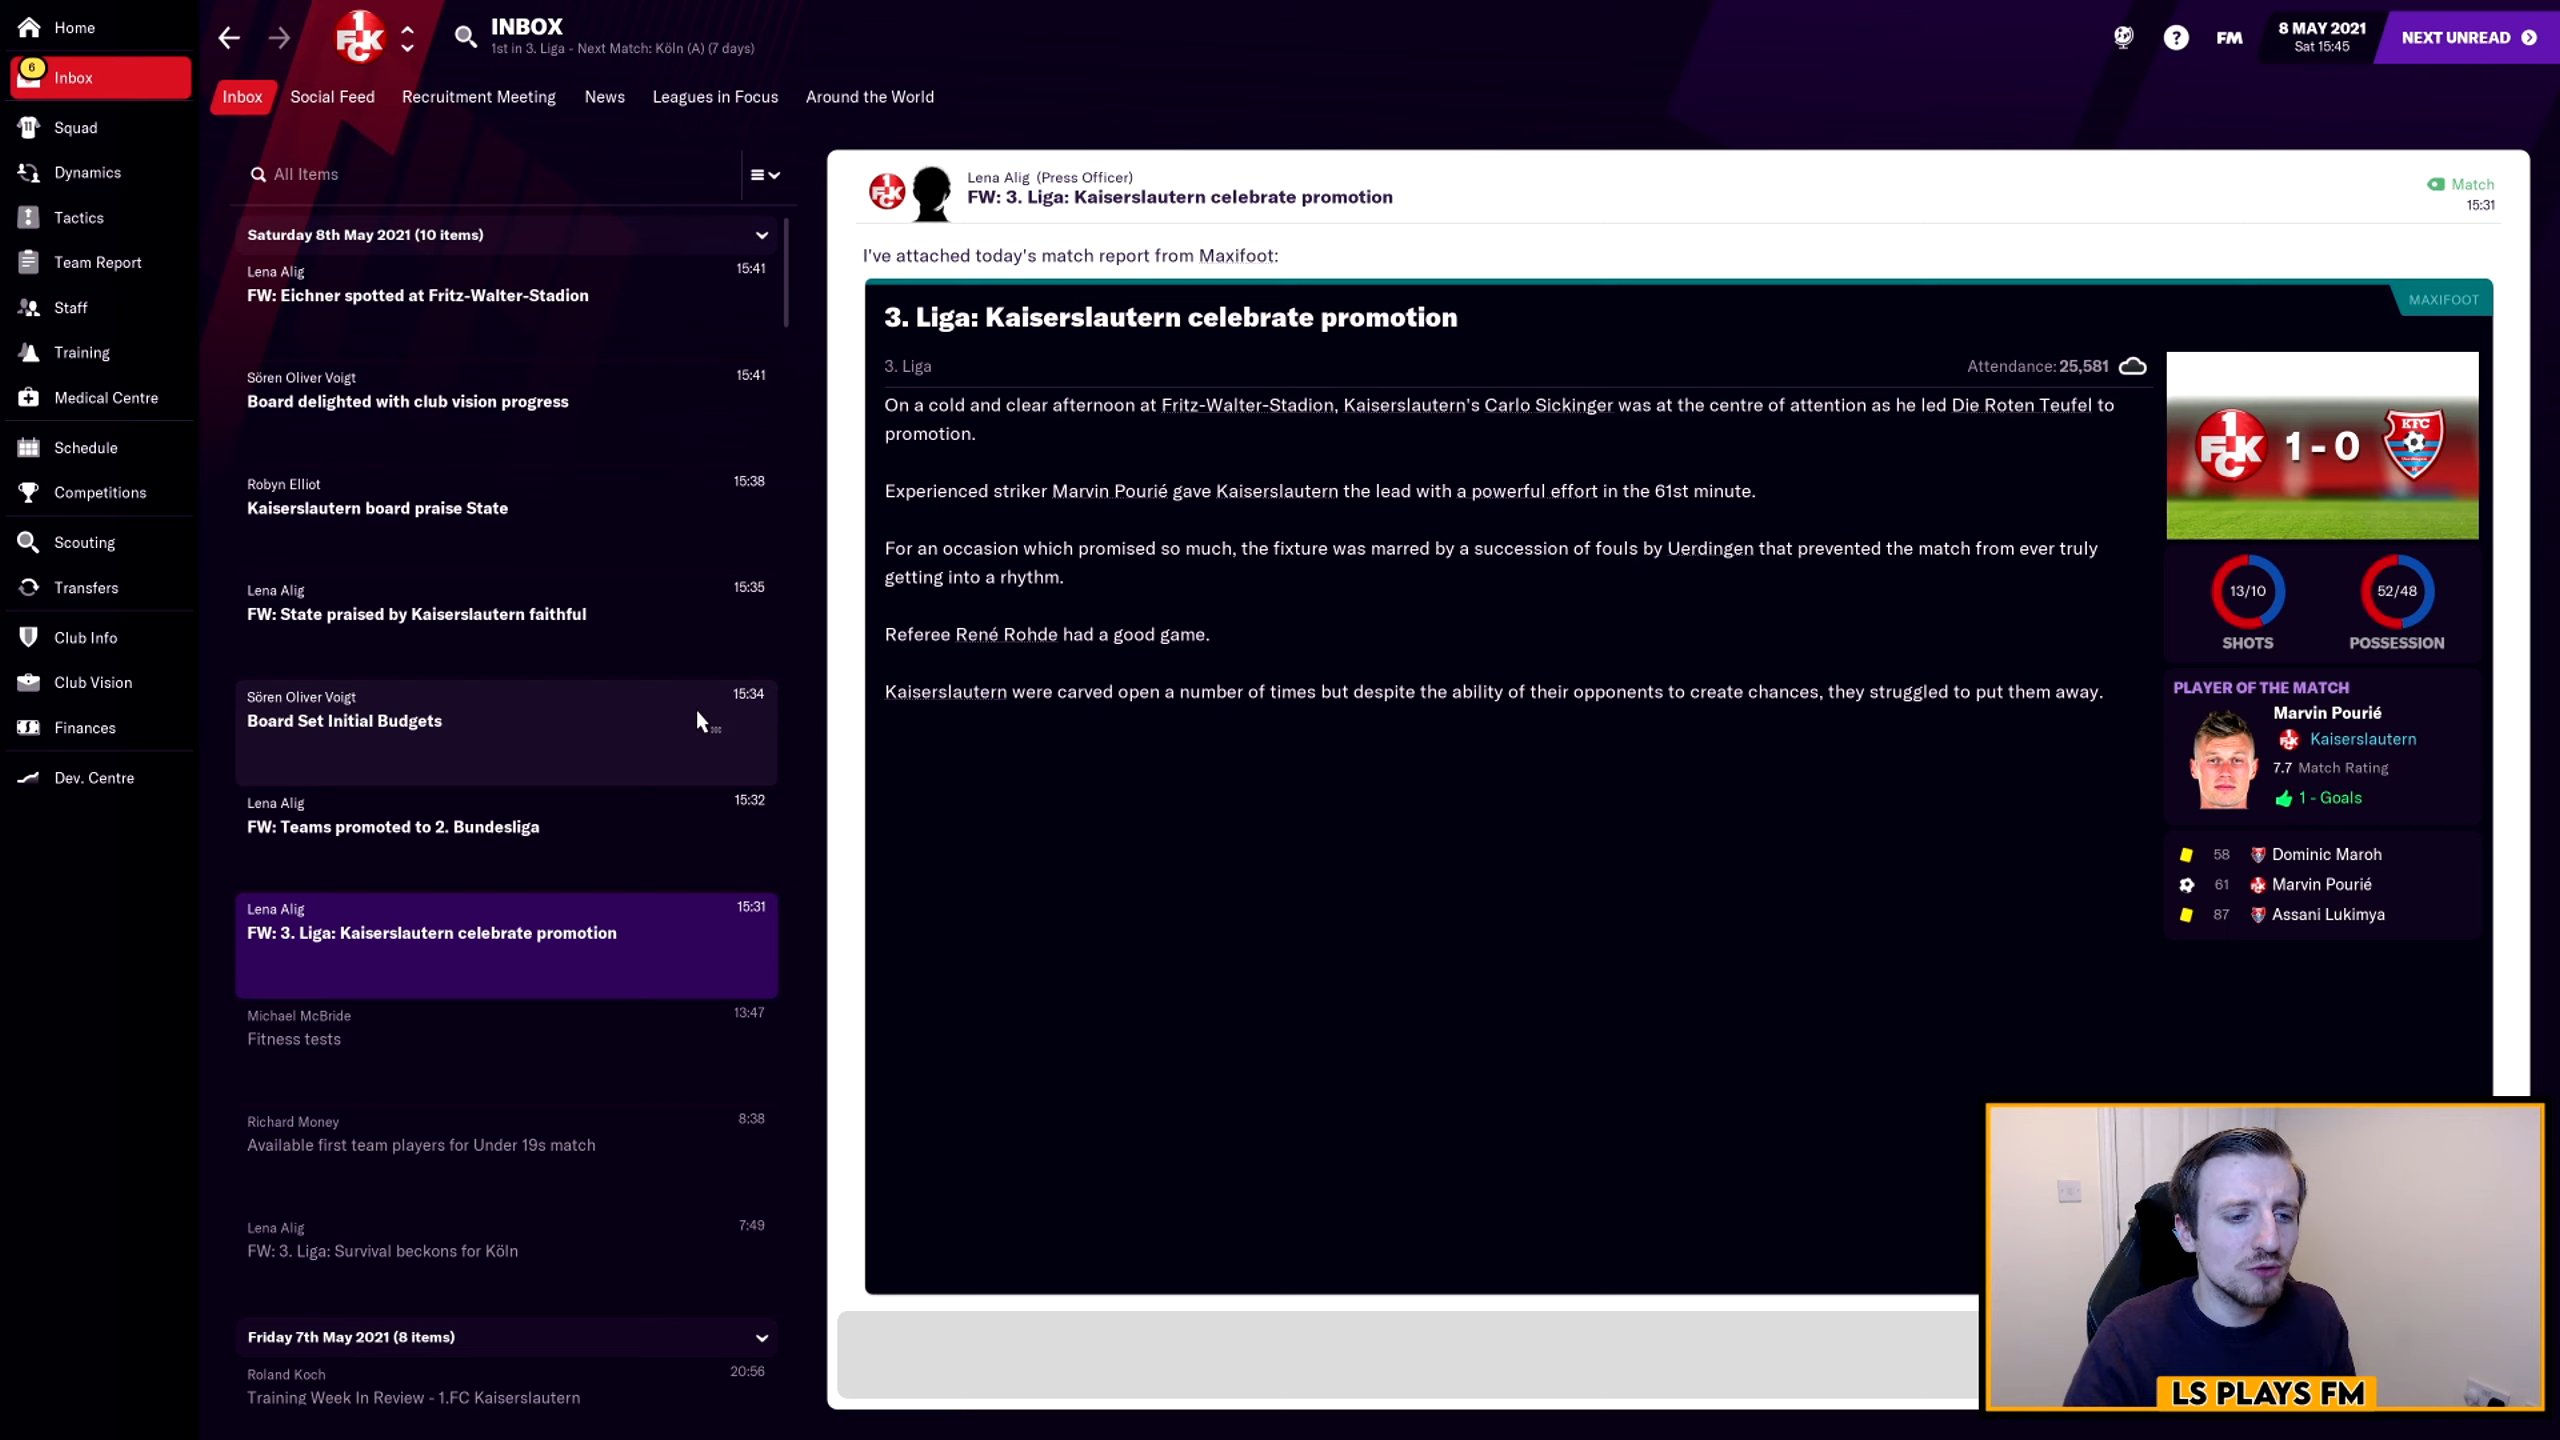 Home
6
Inbox
Squad
Dynamics
Tactics
Team Report
Staff
Training
Medical Centre
Schedule
Competitions
Scouting
Transfers
Club Info
Club Vision
Finances
Dev. Centre
INBOX
1st in 3. Liga - Next Match: Köln (A) (7 days)
FM
8 MAY 2021
Sat 15:45
NEXT UNREAD
Inbox
Social Feed
Recruitment Meeting
News
Leagues in Focus
Around the World
All Items
Saturday 8th May 2021 (10 items)
Lena Alig 15:41
FW: Eichner spotted at Fritz-Walter-Stadion
Sören Oliver Voigt 15:41
Board delighted with club vision progress
Robyn Elliot 15:38
Kaiserslautern board praise State
Lena Alig 15:35
FW: State praised by Kaiserslautern faithful
Sören Oliver Voigt 15:34
Board Set Initial Budgets
Lena Alig 15:32
FW: Teams promoted to 2. Bundesliga
Lena Alig 15:31
FW: 3. Liga: Kaiserslautern celebrate promotion
Michael McBride 13:47
Fitness tests
Richard Money 8:38
Available first team players for Under 19s match
Lena Alig 7:49
FW: 3. Liga: Survival beckons for Köln
Friday 7th May 2021 (8 items)
Roland Koch 20:56
Training Week In Review - 1.FC Kaiserslautern
Lena Alig (Press Officer)
FW: 3. Liga: Kaiserslautern celebrate promotion
Match
15:31
I've attached today's match report from Maxifoot:
MAXIFOOT
3. Liga: Kaiserslautern celebrate promotion
3. Liga
Attendance: 25,581
On a cold and clear afternoon at Fritz-Walter-Stadion, Kaiserslautern's Carlo Sickinger was at the centre of attention as he led Die Roten Teufel to
promotion.
Experienced striker Marvin Pourié gave Kaiserslautern the lead with a powerful effort in the 61st minute.
For an occasion which promised so much, the fixture was marred by a succession of fouls by Uerdingen that prevented the match from ever truly
getting into a rhythm.
Referee René Rohde had a good game.
Kaiserslautern were carved open a number of times but despite the ability of their opponents to create chances, they struggled to put them away.
1 FCK 1 - 0 KFC
13/10
SHOTS
52/48
POSSESSION
PLAYER OF THE MATCH
Marvin Pourié
Kaiserslautern
7.7 Match Rating
1 - Goals
58 Dominic Maroh
61 Marvin Pourié
87 Assani Lukimya
LS PLAYS FM